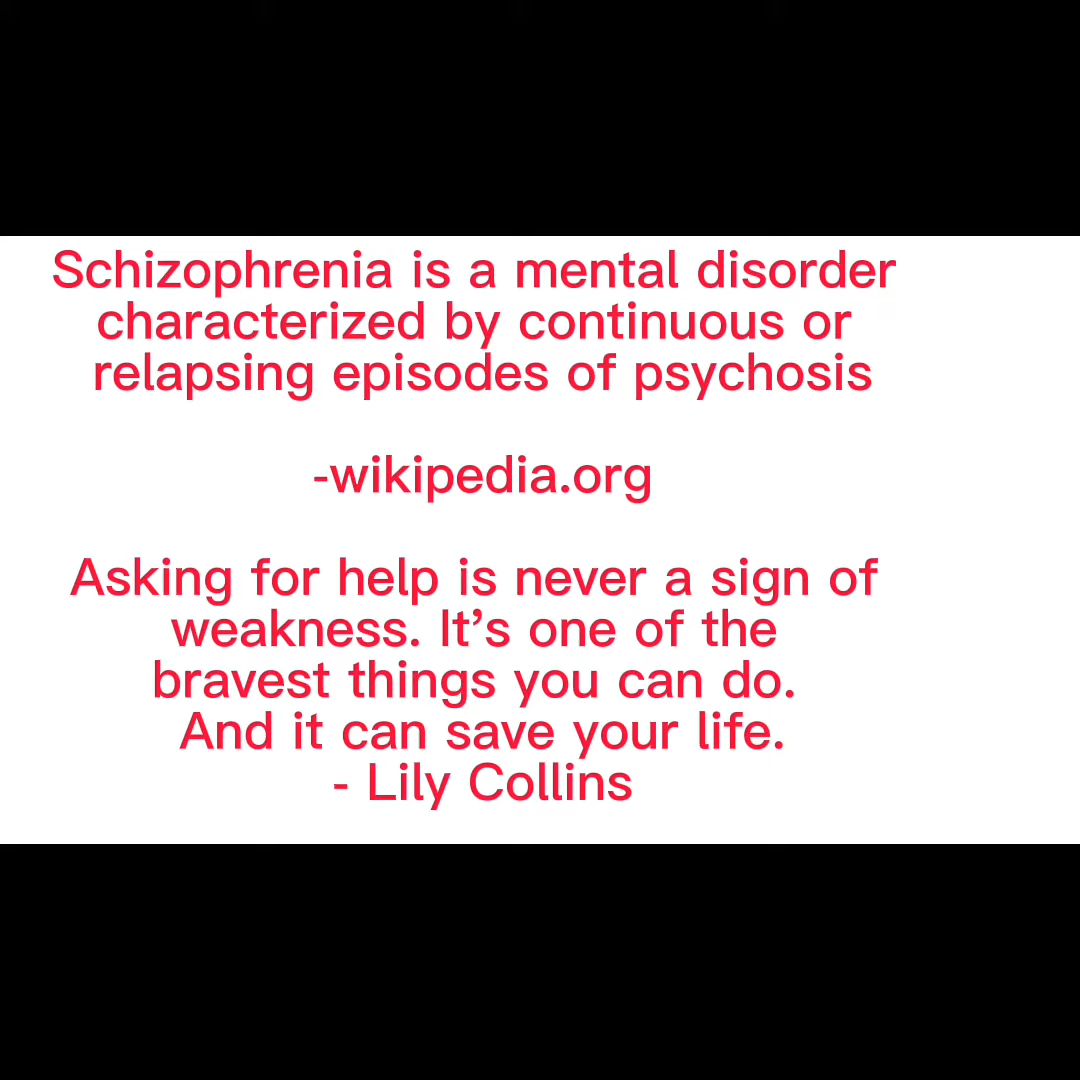 Schizophrenia is a mental disorder
characterized by continuous or
relapsing episodes of psychosis
-wikipedia.org
Asking for help is never a sign of
weakness. It’s one of the
bravest things you can do.
And it can save your life.
- Lily Collins